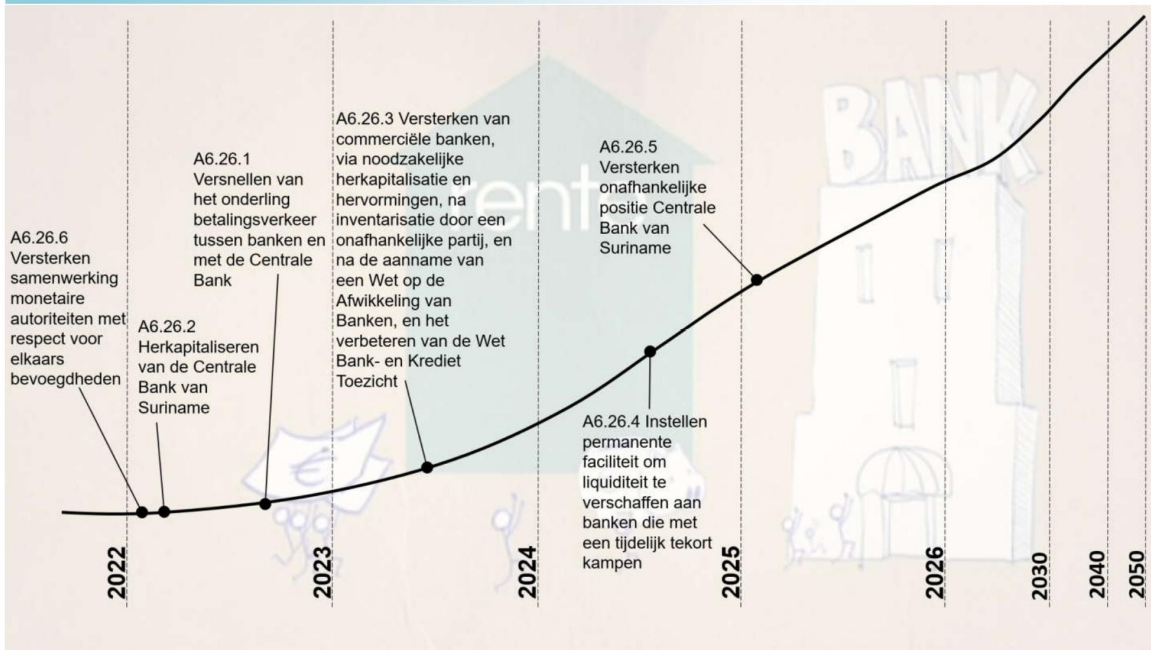 A6.26.6
Versterken
samenwerking
monetaire
autoriteiten met
respect voor
elkaars
bevoegdheden
A6.26.2
Herkapitaliseren
van de Centrale
Bank van
Suriname
A6.26.1
Versnellen van
het onderling
betalingsverkeer
tussen banken en
met de Centrale
Bank
A6.26.3 Versterken van
commerciële banken,
via noodzakelijke
herkapitalisatie en
hervormingen, na
inventarisatie door een
onafhankelijke partij, en
na de aanname van
een Wet op de
Afwikkeling van
Banken, en het
verbeteren van de Wet
Bank- en Krediet
Toezicht
rente
A6.26.4 Instellen
permanente
faciliteit om
liquiditeit te
verschaffen aan
banken die met
een tijdelijk tekort
kampen
A6.26.5
Versterken
onafhankelijke
positie Centrale
Bank van
Suriname
BANK
€
2022
2023
2024
2025
2026
2030
2040
2050